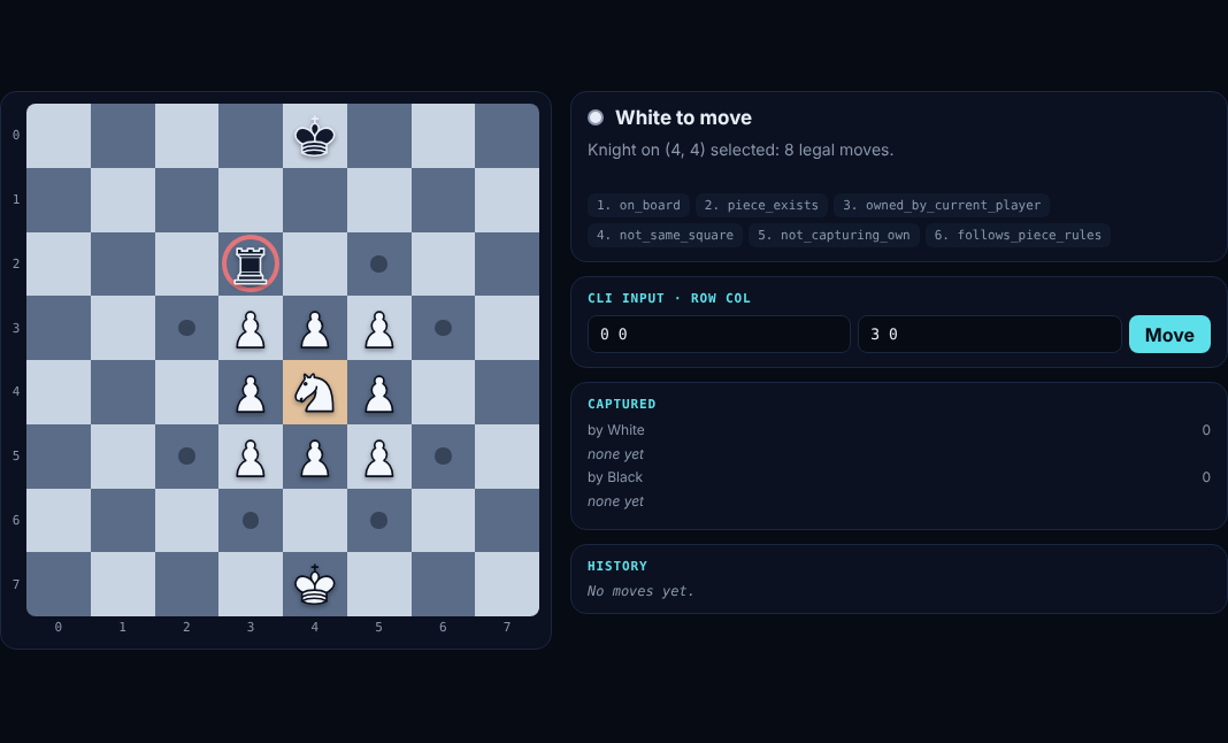 0
1
2
3
4
5
6
7
0 1 2 3 4 5 6 7
White to move
Knight on (4, 4) selected: 8 legal moves.
1. on_board 2. piece_exists 3. owned_by_current_player
4. not_same_square 5. not_capturing_own 6. follows_piece_rules
CLI INPUT · ROW COL
0 0 3 0 Move
CAPTURED
by White 0
none yet
by Black 0
none yet
HISTORY
No moves yet.